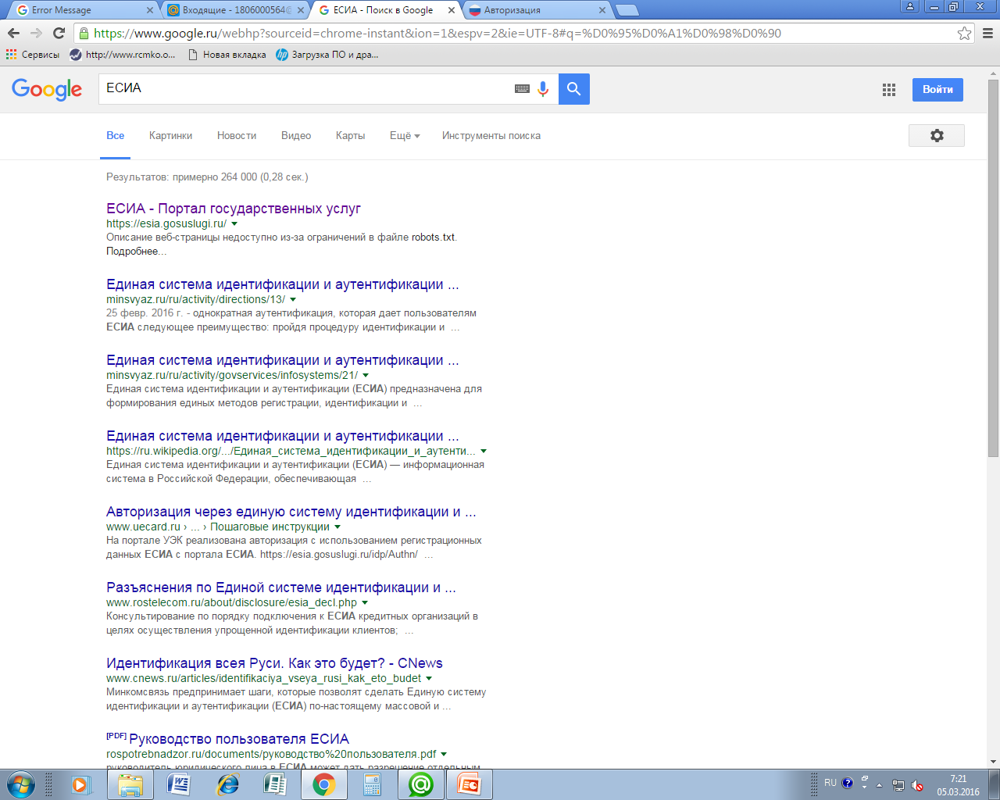 Error Message
Входящие - 1806000564@
ЕСИА - Поиск в Google
Авторизация
https://www.google.ru/webhp?sourceid=chrome-instant&ion=1&espv=2&ie=UTF-8#q=%D0%95%D0%A1%D0%98%D0%90
Сервисы
http://www.rcmko.o...
Новая вкладка
Загрузка ПО и дра...
Google
ЕСИА
Войти
Все
Картинки
Новости
Видео
Карты
Ещё
Инструменты поиска
Результатов: примерно 264 000 (0,28 сек.)
ЕСИА - Портал государственных услуг
https://esia.gosuslugi.ru/
Описание веб-страницы недоступно из-за ограничений в файле robots.txt.
Подробнее...
Единая система идентификации и аутентификации ...
minsvyaz.ru/ru/activity/directions/13/
25 февр. 2016 г. - однократная аутентификация, которая дает пользователям
ЕСИА следующее преимущество: пройдя процедуру идентификации и ...
Единая система идентификации и аутентификации ...
minsvyaz.ru/ru/activity/govservices/infosystems/21/
Единая система идентификации и аутентификации (ЕСИА) предназначена для
формирования единых методов регистрации, идентификации и ...
Единая система идентификации и аутентификации ...
https://ru.wikipedia.org/.../Единая_система_идентификации_и_аутенти...
Единая система идентификации и аутентификации (ЕСИА) — информационная
система в Российской Федерации, обеспечивающая ...
Авторизация через единую систему идентификации и ...
www.uecard.ru › ... › Пошаговые инструкции
На портале УЭК реализована авторизация с использованием регистрационных
данных ЕСИА с портала ЕСИА. https://esia.gosuslugi.ru/idp/Authn/ ...
Разъяснения по Единой системе идентификации и ...
www.rostelecom.ru/about/disclosure/esia_decl.php
Консультирование по порядку подключения к ЕСИА кредитных организаций в
целях осуществления упрощенной идентификации клиентов; ...
Идентификация всея Руси. Как это будет? - CNews
www.cnews.ru/articles/identifikaciya_vseya_rusi_kak_eto_budet
Минкомсвязь предпринимает шаги, которые позволят сделать Единую систему
идентификации и аутентификации (ЕСИА) по-настоящему массовой и ...
[PDF] Руководство пользователя ЕСИА
rospotrebnadzor.ru/documents/руководство%20пользователя.pdf
руководитель юридического лица в ЕСИА может дать разрешение отдельным
RU
7:21
05.03.2016